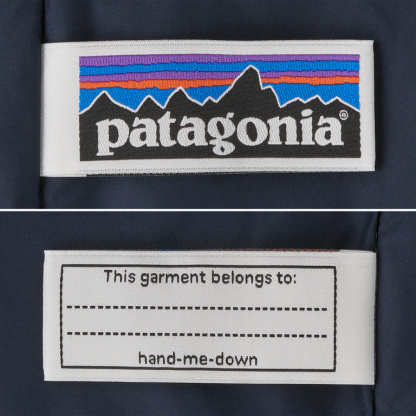 patagonia®
This garment belongs to:
hand-me-down